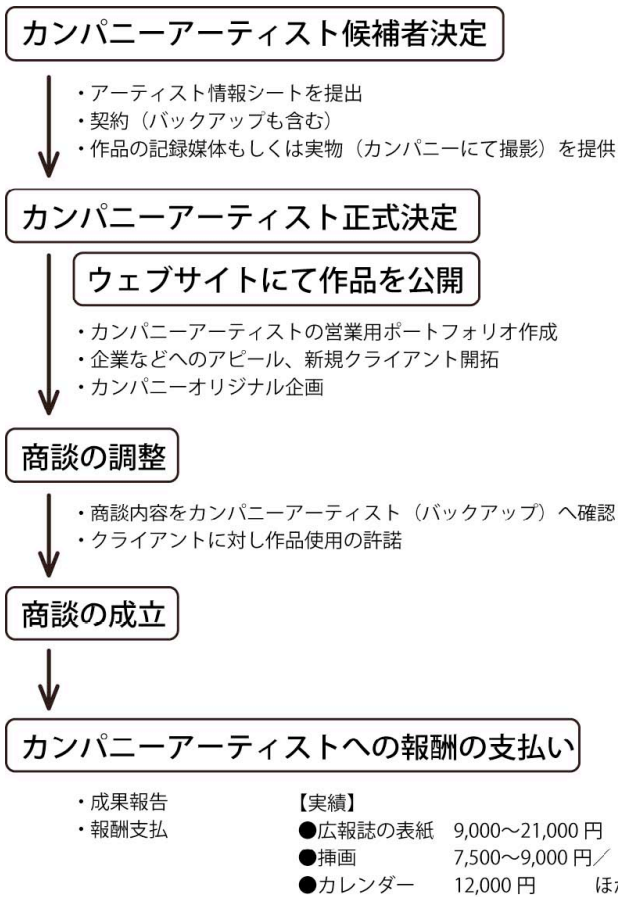 カンパニーアーティスト候補者決定
・アーティスト情報シートを提出
・契約（バックアップも含む）
・作品の記録媒体もしくは実物（カンパニーにて撮影）を提供
カンパニーアーティスト正式決定
ウェブサイトにて作品を公開
・カンパニーアーティストの営業用ポートフォリオ作成
・企業などへのアピール、新規クライアント開拓
・カンパニーオリジナル企画
商談の調整
・商談内容をカンパニーアーティスト（バックアップ）へ確認
・クライアントに対し作品使用の許諾
商談の成立
カンパニーアーティストへの報酬の支払い
・成果報告
・報酬支払
【実績】
●広報誌の表紙 9,000～21,000 円
●挿画 7,500～9,000 円／
●カレンダー 12,000 円 ほか